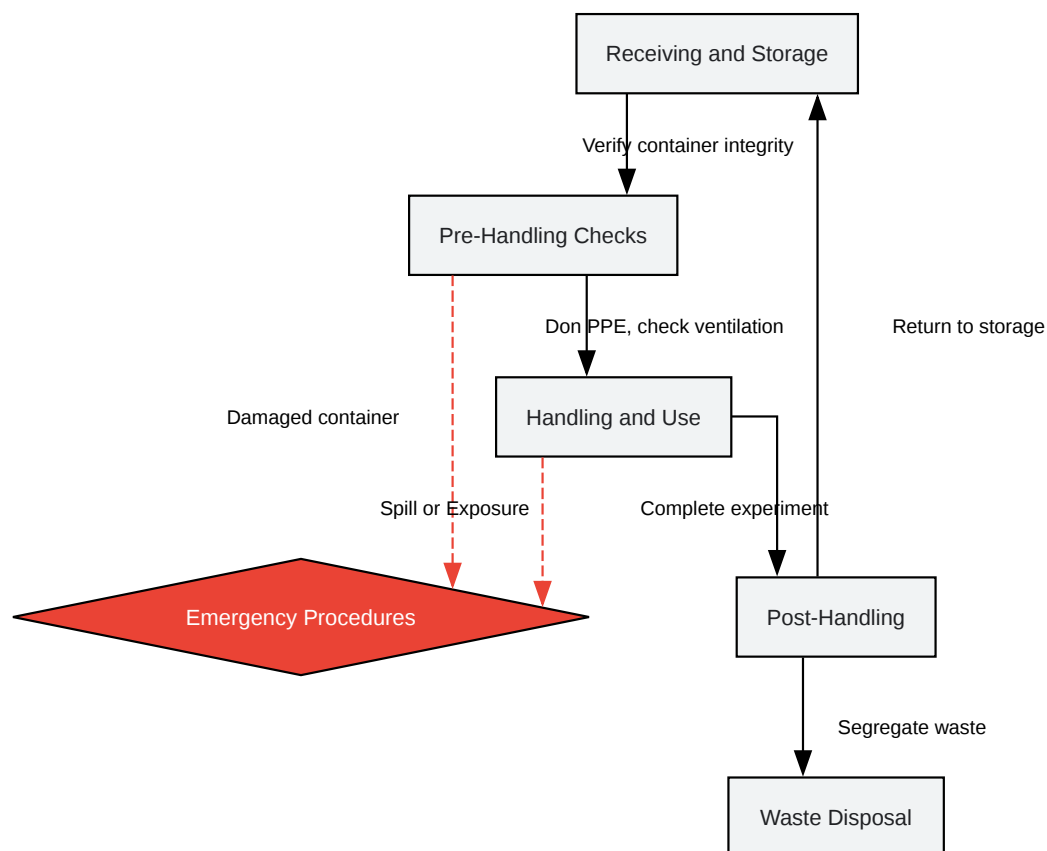 Receiving and Storage
Verify container integrity
Pre-Handling Checks
Don PPE, check ventilation
Return to storage
Handling and Use
Damaged container
Spill or Exposure
Complete experiment
Emergency Procedures
Post-Handling
Segregate waste
Waste Disposal